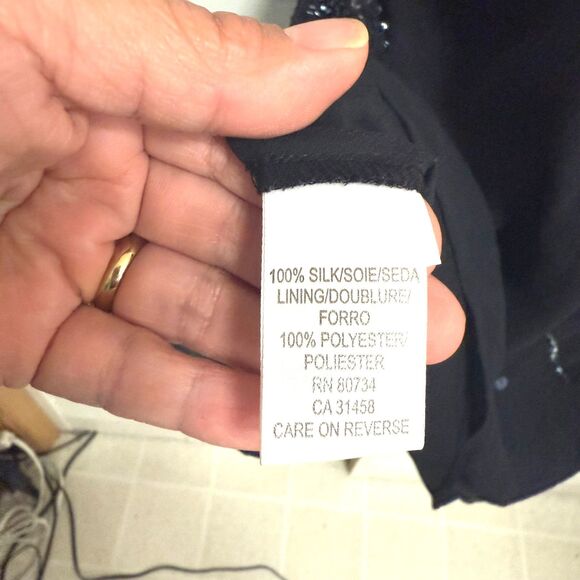 100% SILK/SOIE/SEDA
LINING/DOUBLURE/
FORRO
100% POLYESTER/
POLIESTER
RN 80734
CA 31458
CARE ON REVERSE